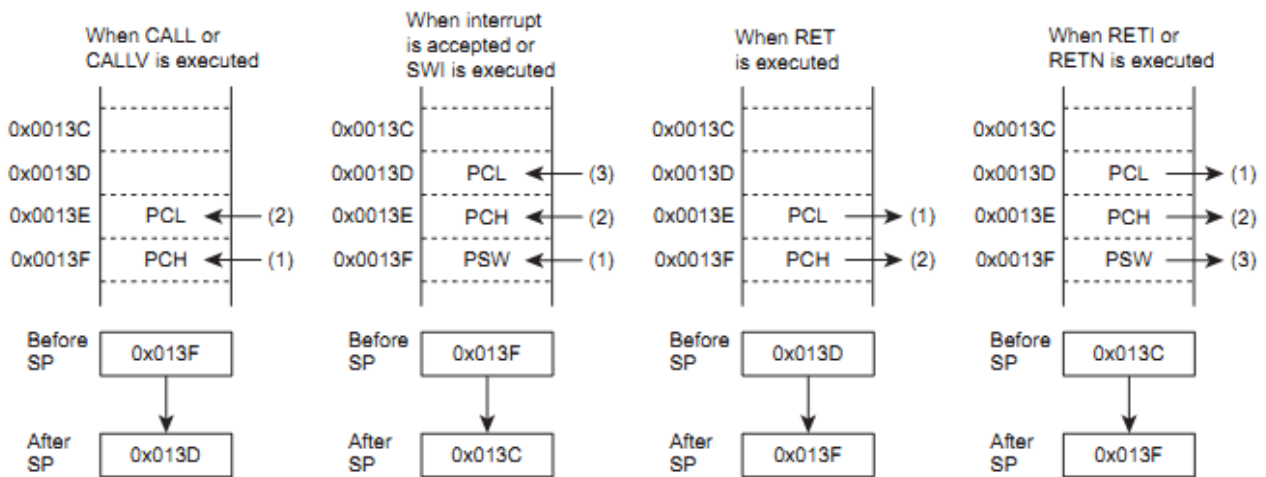 When CALL or
CALLV is executed
When interrupt
is accepted or
SWI is executed
When RET
is executed
When RETI or
RETN is executed
0x0013C 0x0013C 0x0013C 0x0013C
0x0013D 0x0013D PCL (3) 0x0013D 0x0013D PCL (1)
0x0013E PCL (2) 0x0013E PCH (2) 0x0013E PCL (1) 0x0013E PCH (2)
0x0013F PCH (1) 0x0013F PSW (1) 0x0013F PCH (2) 0x0013F PSW (3)
Before
SP
0x013F
Before
SP
0x013F
Before
SP
0x013D
Before
SP
0x013C
After
SP
0x013D
After
SP
0x013C
After
SP
0x013F
After
SP
0x013F